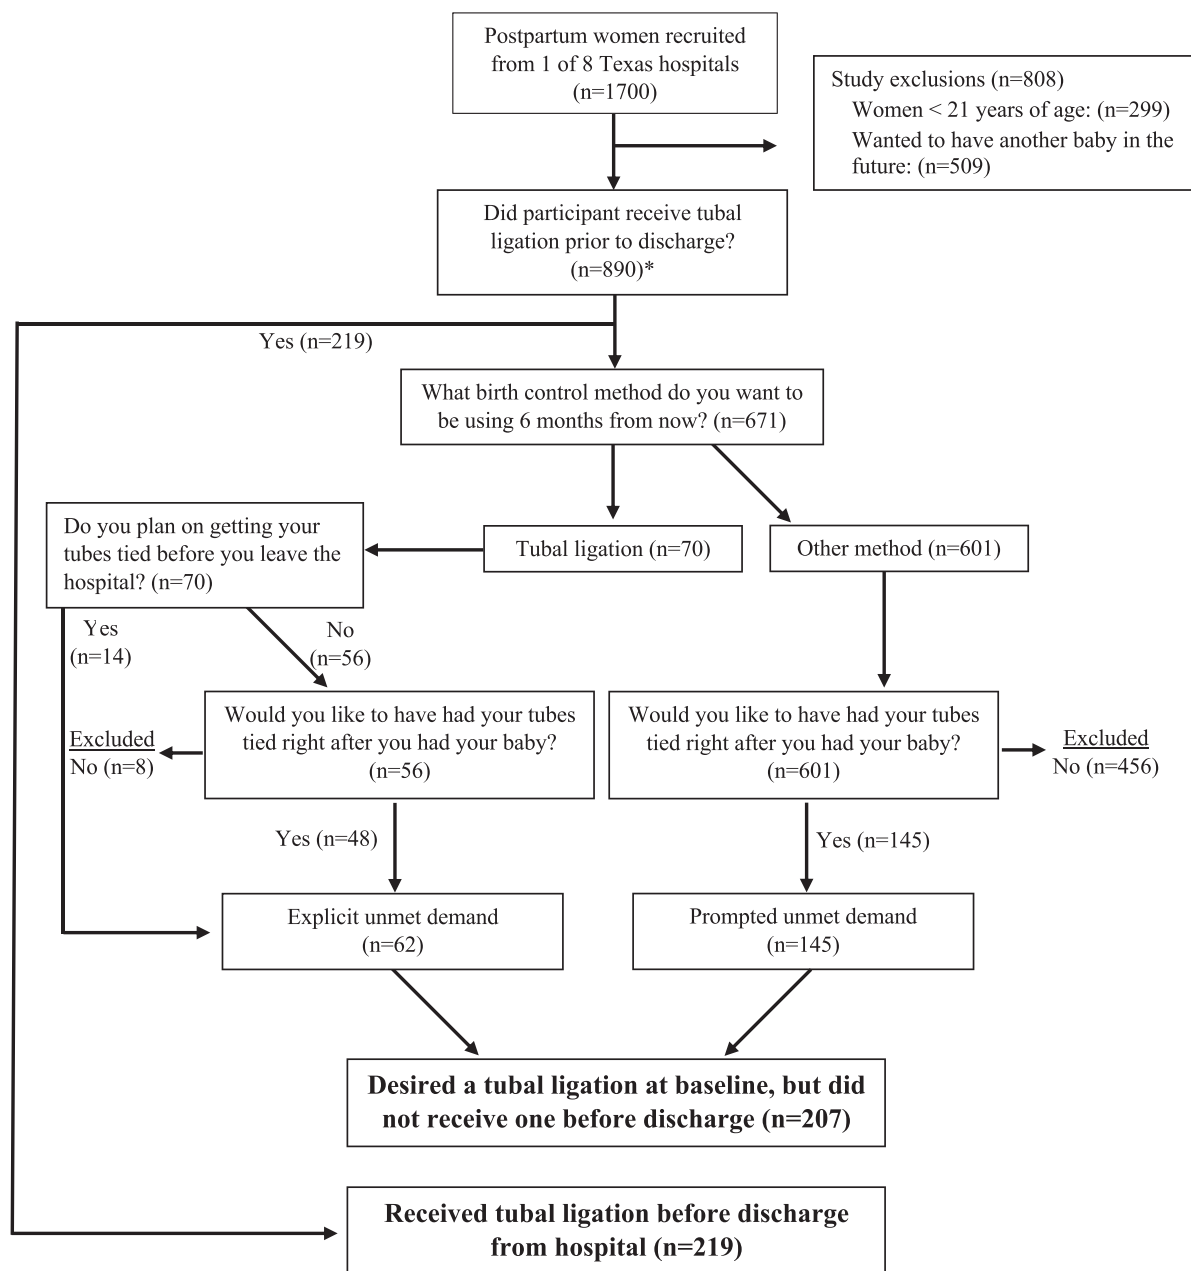 Postpartum women recruited
from 1 of 8 Texas hospitals
(n=1700)
Study exclusions (n=808)
Women < 21 years of age: (n=299)
Wanted to have another baby in the
future: (n=509)
Did participant receive tubal
ligation prior to discharge?
(n=890)*
Yes (n=219)
What birth control method do you want to
be using 6 months from now? (n=671)
Tubal ligation (n=70)
Other method (n=601)
Do you plan on getting your
tubes tied before you leave the
hospital? (n=70)
Yes
(n=14)
No
(n=56)
Would you like to have had your tubes
tied right after you had your baby?
(n=56)
Excluded
No (n=8)
Would you like to have had your tubes
tied right after you had your baby?
(n=601)
Excluded
No (n=456)
Yes (n=48)
Yes (n=145)
Explicit unmet demand
(n=62)
Prompted unmet demand
(n=145)
Desired a tubal ligation at baseline, but did
not receive one before discharge (n=207)
Received tubal ligation before discharge
from hospital (n=219)